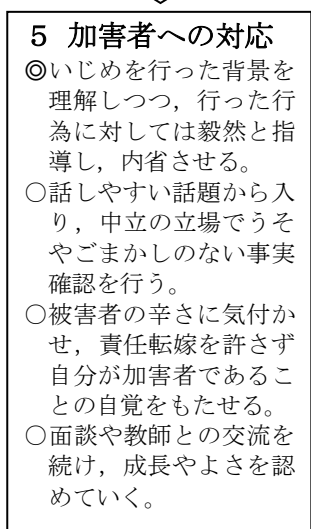 5 加害者への対応
◎いじめを行った背景を
理解しつつ，行った行
為に対しては毅然と指
導し，内省させる。
○話しやすい話題から入
り，中立の立場でうそ
やごまかしのない事実
確認を行う。
○被害者の辛さに気付か
せ，責任転嫁を許さず
自分が加害者であるこ
との自覚をもたせる。
○面談や教師との交流を
続け，成長やよさを認
めていく。